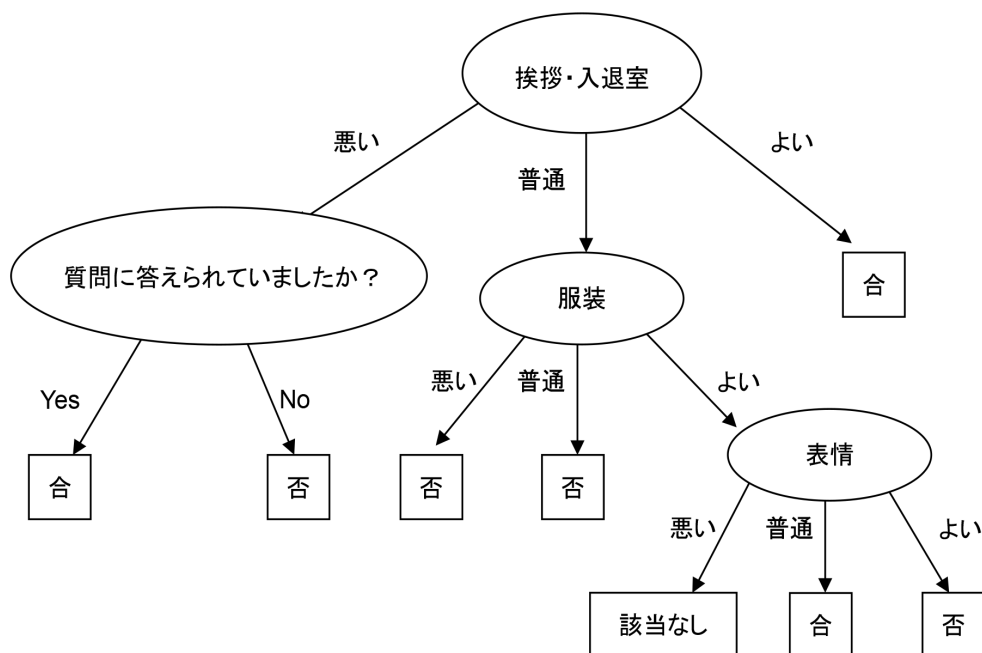 挨拶・入退室
悪い
普通
よい
質問に答えられていましたか？
服装
合
Yes
No
悪い
普通
よい
合
否
否
否
表情
悪い
普通
よい
該当なし
合
否